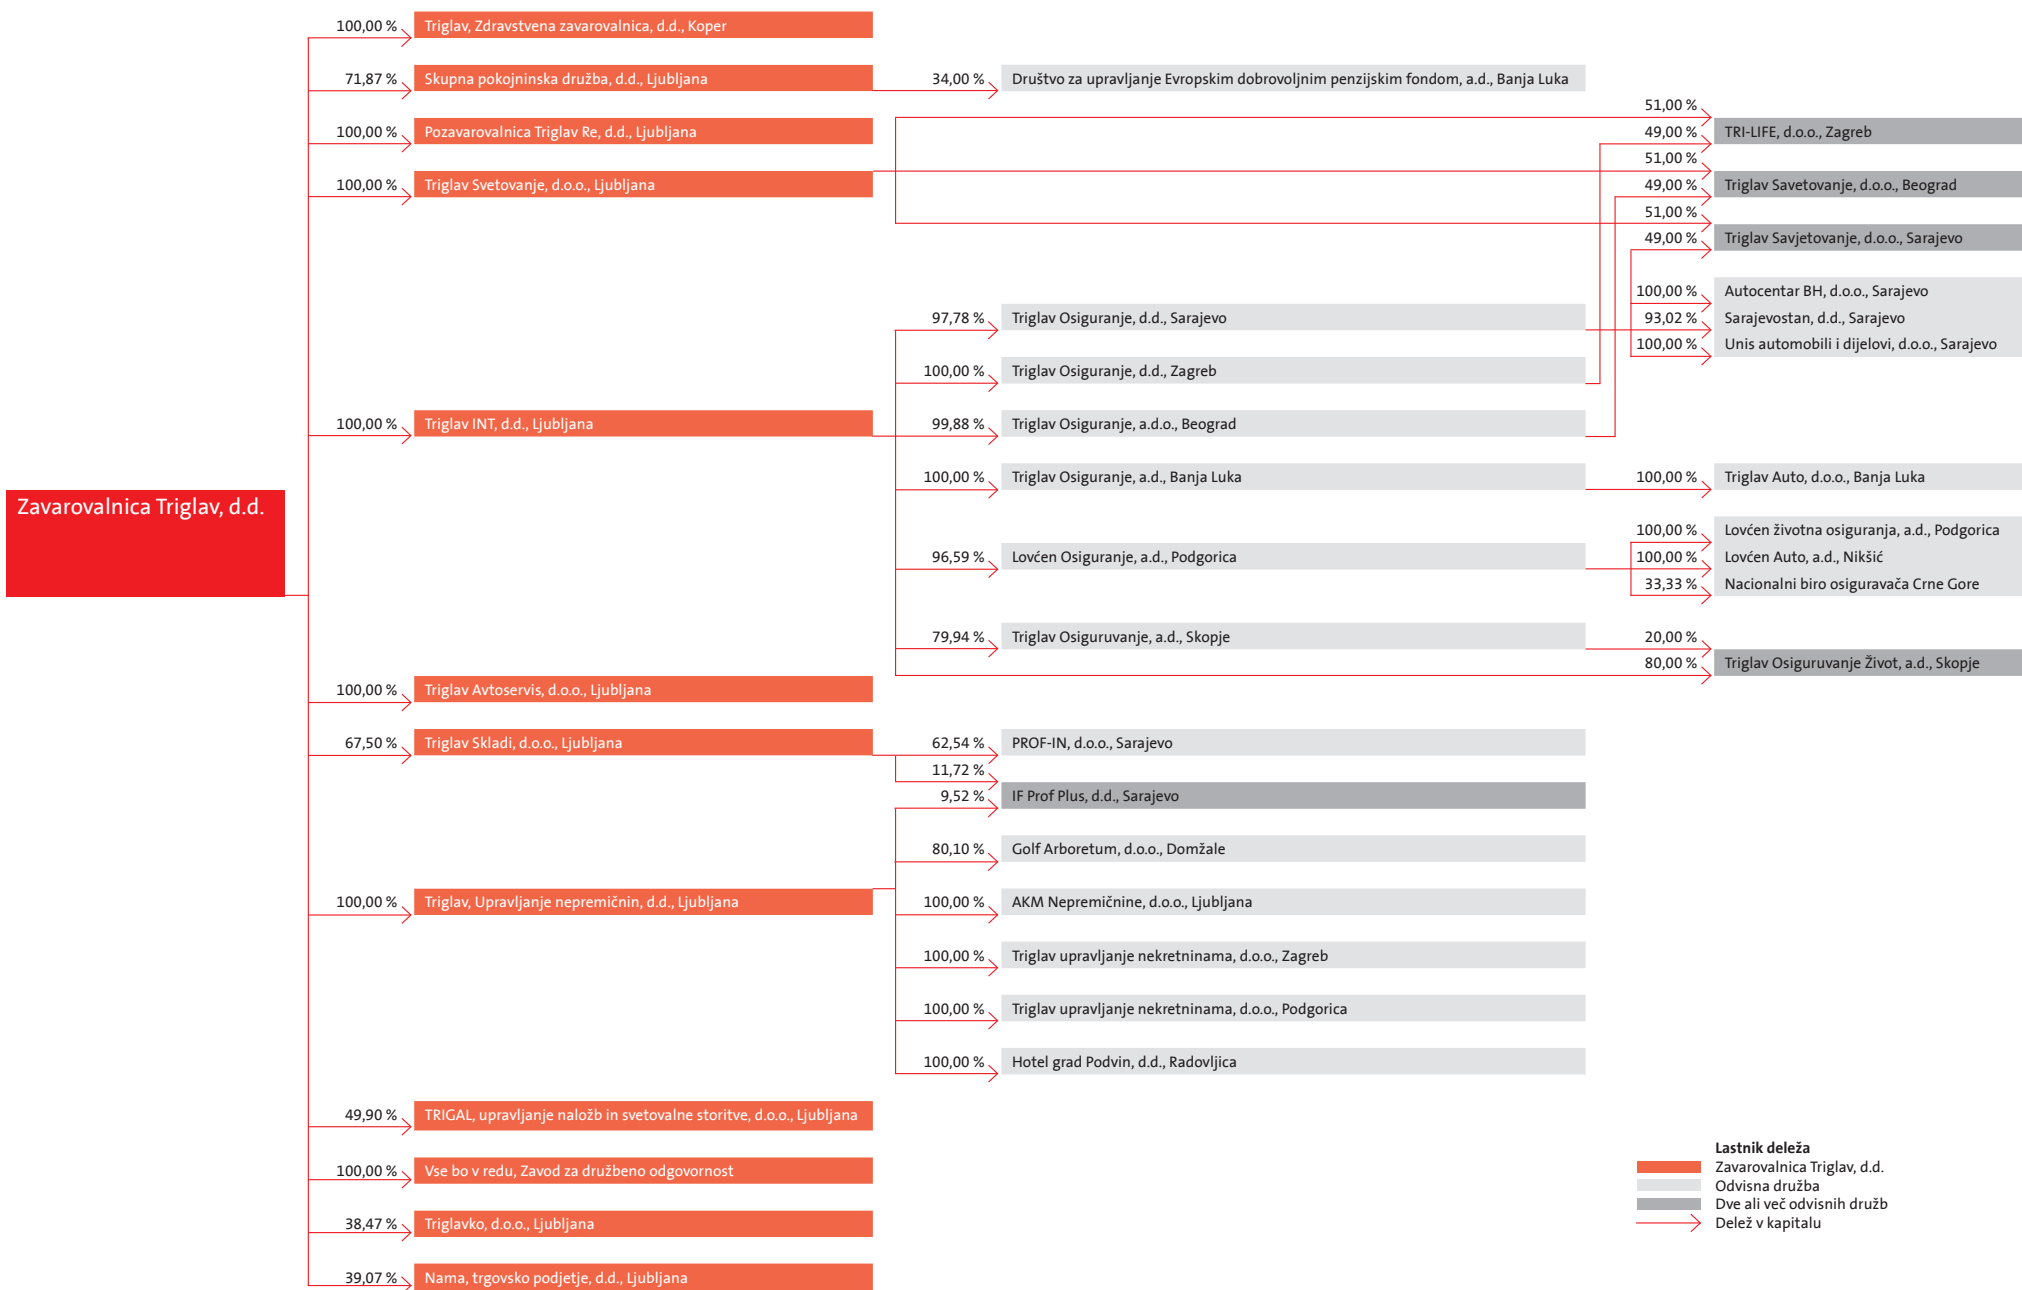 100,00 % Triglav, Zdravstvena zavarovalnica, d.d., Koper
71,87 % Skupna pokojninska družba, d.d., Ljubljana 34,00 % Društvo za upravljanje Evropskim dobrovoljnim penzijskim fondom, a.d., Banja Luka
51,00 %
100,00 % Pozavarovalnica Triglav Re, d.d., Ljubljana 49,00 % TRI-LIFE, d.o.o., Zagreb
51,00 %
100,00 % Triglav Svetovanje, d.o.o., Ljubljana 49,00 % Triglav Savetovanje, d.o.o., Beograd
51,00 %
49,00 % Triglav Savjetovanje, d.o.o., Sarajevo
100,00 % Autocentar BH, d.o.o., Sarajevo
97,78 % Triglav Osiguranje, d.d., Sarajevo 93,02 % Sarajevostan, d.d., Sarajevo
100,00 % Unis automobili i dijelovi, d.o.o., Sarajevo
100,00 % Triglav Osiguranje, d.d., Zagreb
100,00 % Triglav INT, d.d., Ljubljana 99,88 % Triglav Osiguranje, a.d.o., Beograd
100,00 % Triglav Osiguranje, a.d., Banja Luka 100,00 % Triglav Auto, d.o.o., Banja Luka
Zavarovalnica Triglav, d.d.
100,00 % Lovćen životna osiguranja, a.d., Podgorica
96,59 % Lovćen Osiguranje, a.d., Podgorica 100,00 % Lovćen Auto, a.d., Nikšić
33,33 % Nacionalni biro osiguravača Crne Gore
79,94 % Triglav Osiguruvanje, a.d., Skopje 20,00 %
80,00 % Triglav Osiguruvanje Život, a.d., Skopje
100,00 % Triglav Avtoservis, d.o.o., Ljubljana
67,50 % Triglav Skladi, d.o.o., Ljubljana 62,54 % PROF-IN, d.o.o., Sarajevo
11,72 %
9,52 % IF Prof Plus, d.d., Sarajevo
80,10 % Golf Arboretum, d.o.o., Domžale
100,00 % Triglav, Upravljanje nepremičnin, d.d., Ljubljana 100,00 % AKM Nepremičnine, d.o.o., Ljubljana
100,00 % Triglav upravljanje nekretninama, d.o.o., Zagreb
100,00 % Triglav upravljanje nekretninama, d.o.o., Podgorica
100,00 % Hotel grad Podvin, d.d., Radovljica
49,90 % TRIGAL, upravljanje naložb in svetovalne storitve, d.o.o., Ljubljana
100,00 % Vse bo v redu, Zavod za družbeno odgovornost
38,47 % Triglavko, d.o.o., Ljubljana
39,07 % Nama, trgovsko podjetje, d.d., Ljubljana
Lastnik deleža
Zavarovalnica Triglav, d.d.
Odvisna družba
Dve ali več odvisnih družb
Delež v kapitalu